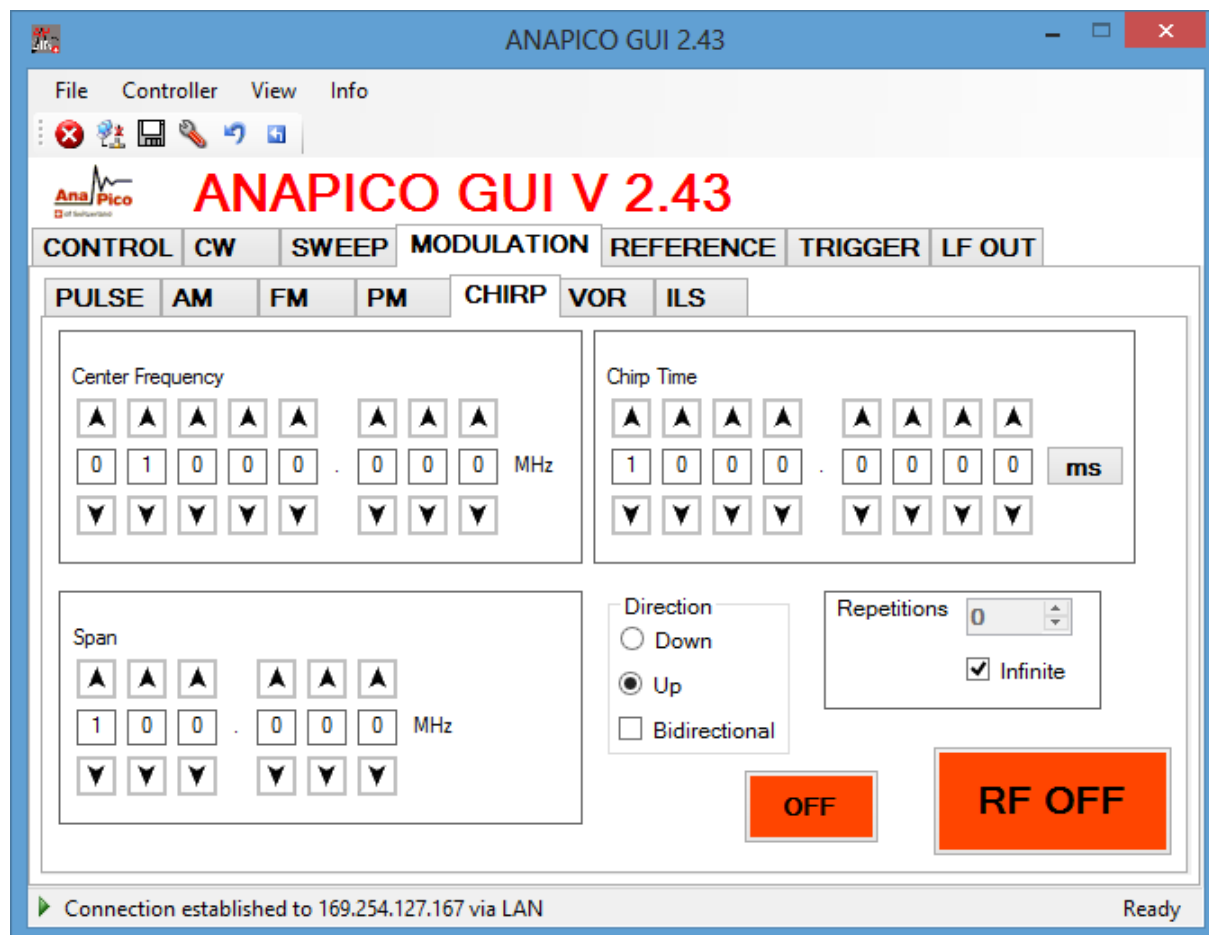 ANAPICO GUI 2.43
File Controller View Info
Ana Pico
of Switzerland
ANAPICO GUI V 2.43
CONTROL CW SWEEP MODULATION REFERENCE TRIGGER LF OUT
PULSE AM FM PM CHIRP VOR ILS
Center Frequency
0 1 0 0 0 . 0 0 0 MHz
Chirp Time
1 0 0 0 . 0 0 0 0 ms
Span
1 0 0 . 0 0 0 MHz
Direction
Down
Up
Bidirectional
Repetitions 0
Infinite
OFF
RF OFF
Connection established to 169.254.127.167 via LAN
Ready